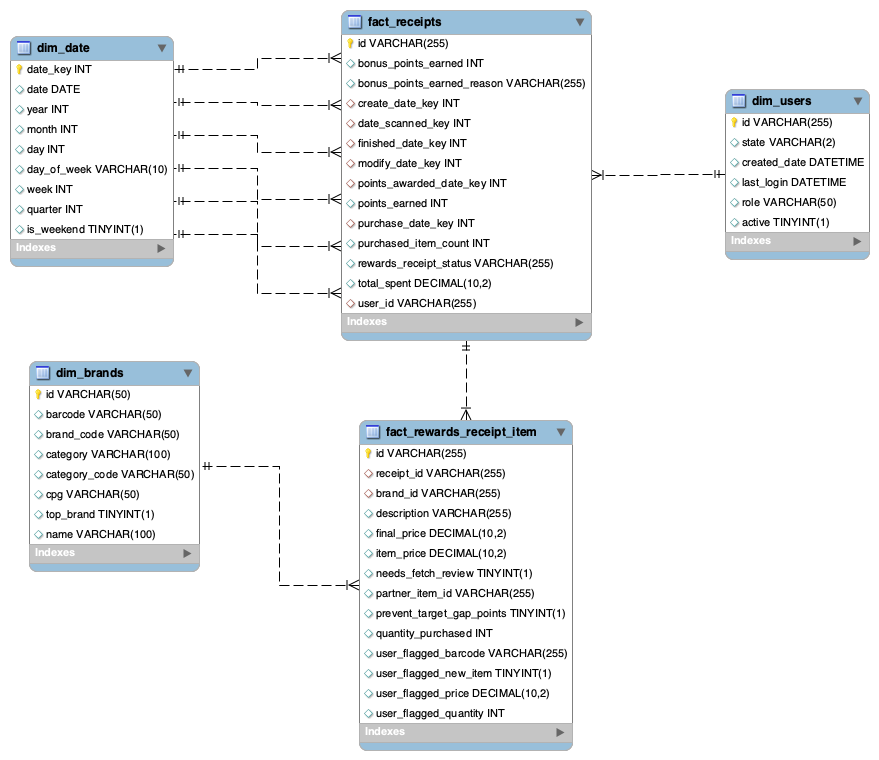 dim_date
date_key INT
date DATE
year INT
month INT
day INT
day_of_week VARCHAR(10)
week INT
quarter INT
is_weekend TINYINT(1)
Indexes
fact_receipts
id VARCHAR(255)
bonus_points_earned INT
bonus_points_earned_reason VARCHAR(255)
create_date_key INT
date_scanned_key INT
finished_date_key INT
modify_date_key INT
points_awarded_date_key INT
points_earned INT
purchase_date_key INT
purchased_item_count INT
rewards_receipt_status VARCHAR(255)
total_spent DECIMAL(10,2)
user_id VARCHAR(255)
Indexes
dim_users
id VARCHAR(255)
state VARCHAR(2)
created_date DATETIME
last_login DATETIME
role VARCHAR(50)
active TINYINT(1)
Indexes
dim_brands
id VARCHAR(50)
barcode VARCHAR(50)
brand_code VARCHAR(50)
category VARCHAR(100)
category_code VARCHAR(50)
cpg VARCHAR(50)
top_brand TINYINT(1)
name VARCHAR(100)
Indexes
fact_rewards_receipt_item
id VARCHAR(255)
receipt_id VARCHAR(255)
brand_id VARCHAR(255)
description VARCHAR(255)
final_price DECIMAL(10,2)
item_price DECIMAL(10,2)
needs_fetch_review TINYINT(1)
partner_item_id VARCHAR(255)
prevent_target_gap_points TINYINT(1)
quantity_purchased INT
user_flagged_barcode VARCHAR(255)
user_flagged_new_item TINYINT(1)
user_flagged_price DECIMAL(10,2)
user_flagged_quantity INT
Indexes